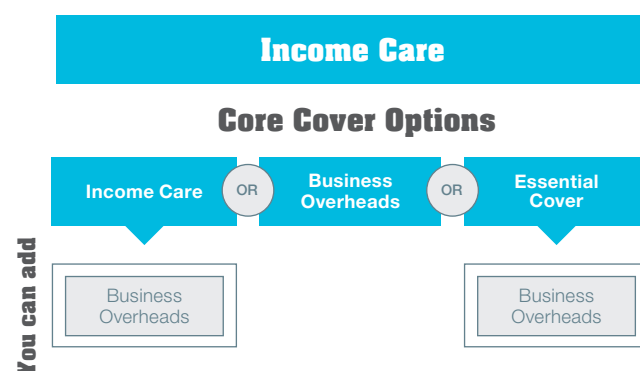 Income Care
Core Cover Options
Income Care
OR
Business
Overheads
OR
Essential
Cover
You can add
Business
Overheads
Business
Overheads